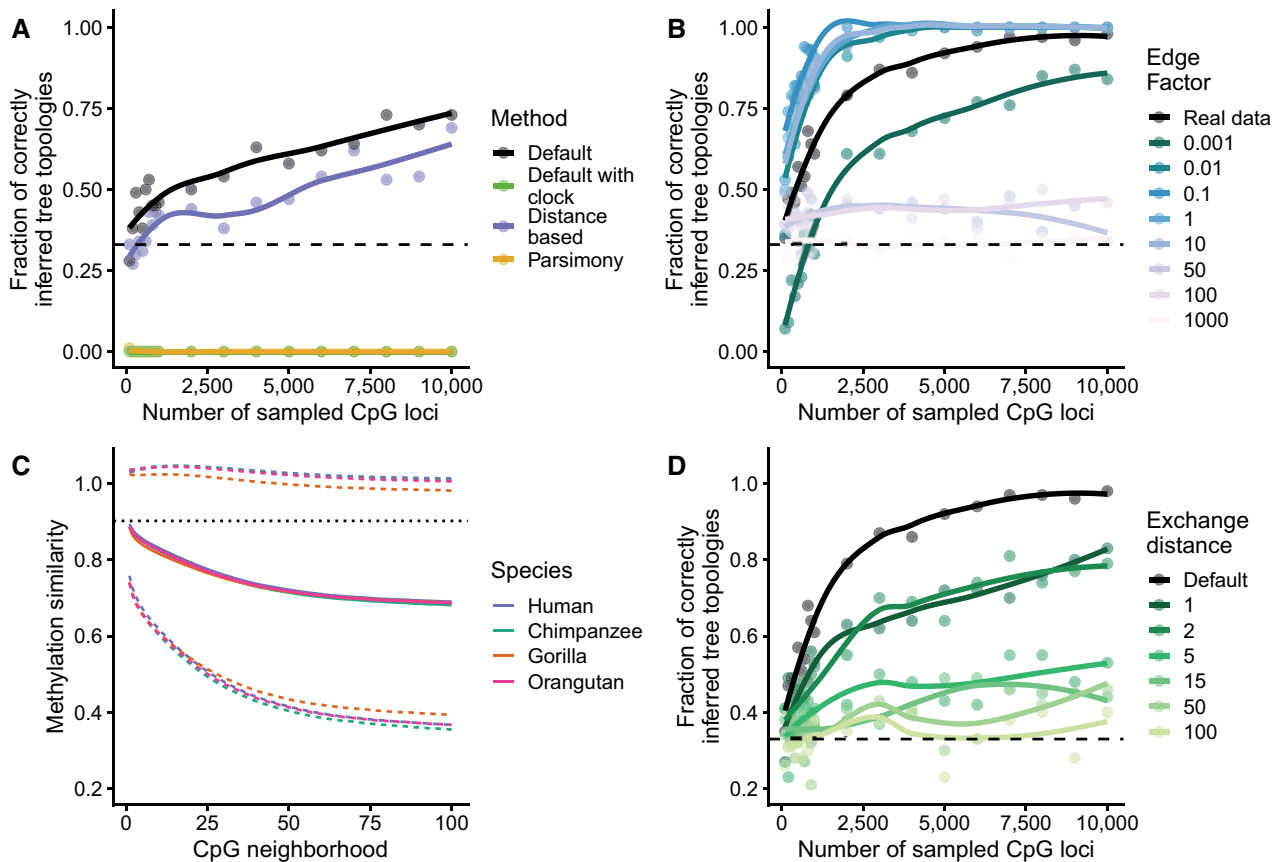 A
Fraction of correctly
inferred tree topologies
1.00
0.75
0.50
0.25
0.00
0
2,500
5,000
7,500
10,000
Number of sampled CpG loci
Method
Default
Default with
clock
Distance
based
Parsimony
B
Fraction of correctly
inferred tree topologies
1.00
0.75
0.50
0.25
0.00
0
2,500
5,000
7,500
10,000
Number of sampled CpG loci
Edge
Factor
Real data
0.001
0.01
0.1
1
10
50
100
1000
C
Methylation similarity
1.0
0.8
0.6
0.4
0.2
0
25
50
75
100
CpG neighborhood
Species
Human
Chimpanzee
Gorilla
Orangutan
D
Fraction of correctly
inferred tree topologies
1.0
0.8
0.6
0.4
0.2
0
2,500
5,000
7,500
10,000
Number of sampled CpG loci
Exchange
distance
Default
1
2
5
15
50
100